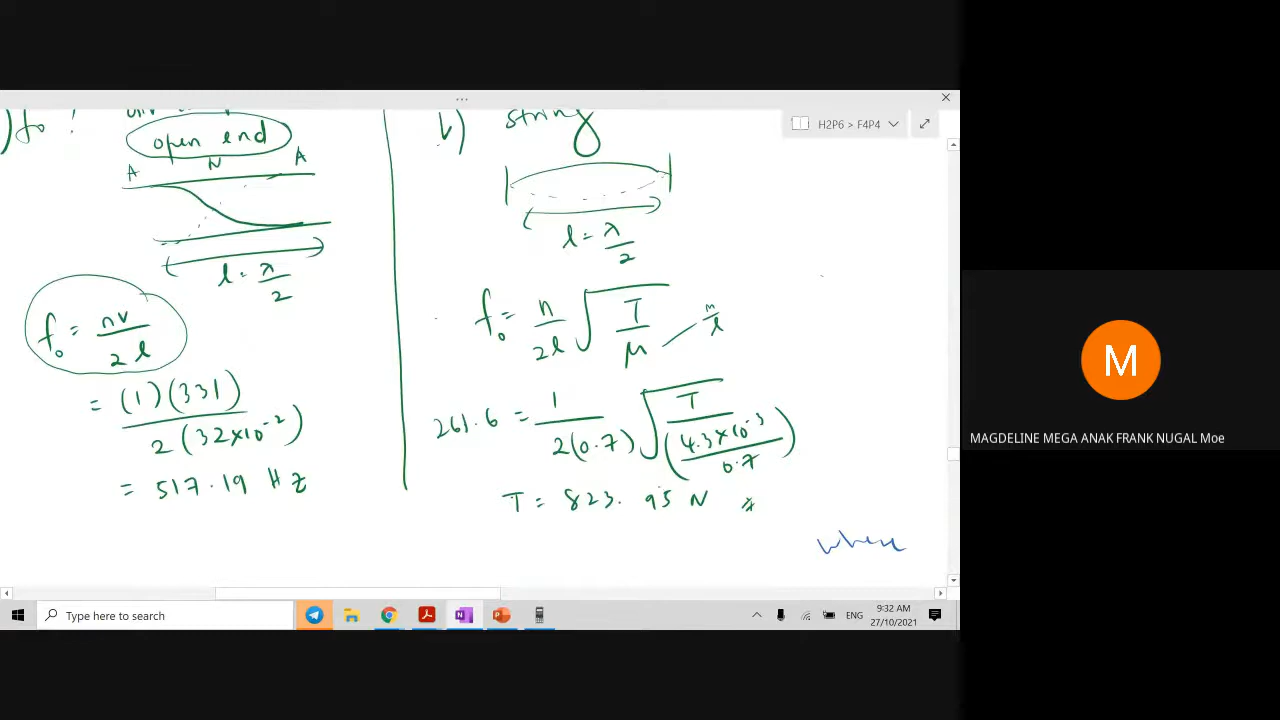 H2P6 > F4P4
) fo ?
open end
A N A
l = λ/2
f₀ = nv / 2l
= (1)(331) / 2(32×10⁻²)
= 517.19 Hz
b) string
l = λ/2
f₀ = n/2l √(T/μ) m/l
261.6 = 1/2(0.7) √(T/(4.3×10⁻³/0.7))
T = 823.95 N
where
M
MAGDELINE MEGA ANAK FRANK NUGAL Moe
Type here to search
ENG
9:32 AM
27/10/2021